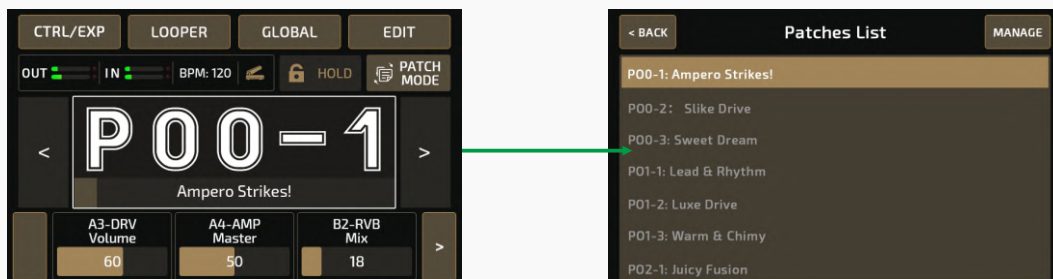 CTRL/EXP LOOPER GLOBAL EDIT
OUT IN BPM: 120 HOLD PATCH MODE
< P00-1 >
Ampero Strikes!
A3-DRV Volume A4-AMP Master B2-RVB Mix >
60 50 18
< BACK Patches List MANAGE
P00-1: Ampero Strikes!
P00-2: Slike Drive
P00-3: Sweet Dream
P01-1: Lead & Rhythm
P01-2: Luxe Drive
P01-3: Warm & Chimy
P02-1: Juicy Fusion